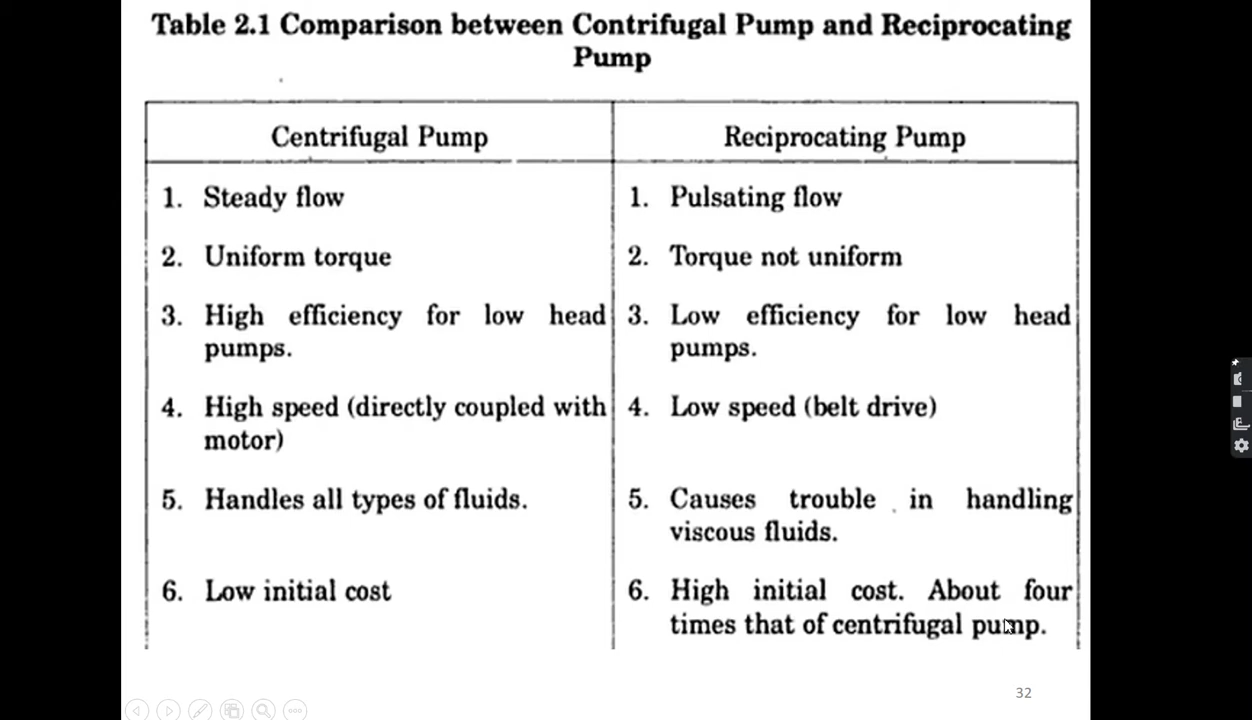 Table 2.1 Comparison between Centrifugal Pump and Reciprocating
Pump
Centrifugal Pump
Reciprocating Pump
1. Steady flow
1. Pulsating flow
2. Uniform torque
2. Torque not uniform
3. High efficiency for low head
pumps.
3. Low efficiency for low head
pumps.
4. High speed (directly coupled with
motor)
4. Low speed (belt drive)
5. Handles all types of fluids.
5. Causes trouble in handling
viscous fluids.
6. Low initial cost
6. High initial cost. About four
times that of centrifugal pump.
32